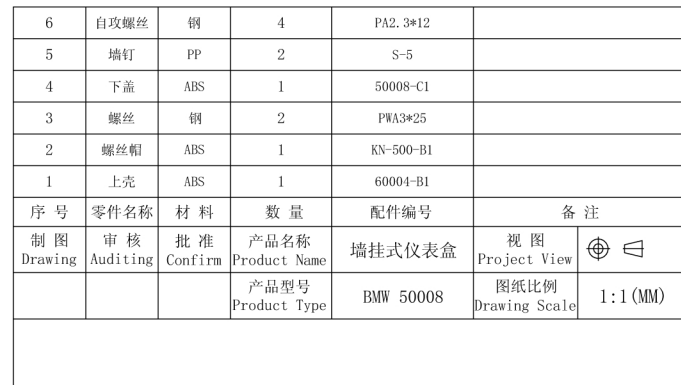 6 自攻螺丝 钢 4 PA2.3*12
5 墙钉 PP 2 S-5
4 下盖 ABS 1 50008-C1
3 螺丝 钢 2 PWA3*25
2 螺丝帽 ABS 1 KN-500-B1
1 上壳 ABS 1 60004-B1
序 号 零件名称 材 料 数 量 配件编号 备 注
制 图 审 核 批 准 产品名称 墙挂式仪表盒 视 图
Drawing Auditing Confirm Product Name Project View
产品型号 BMW 50008 图纸比例 1:1(MM)
Product Type Drawing Scale